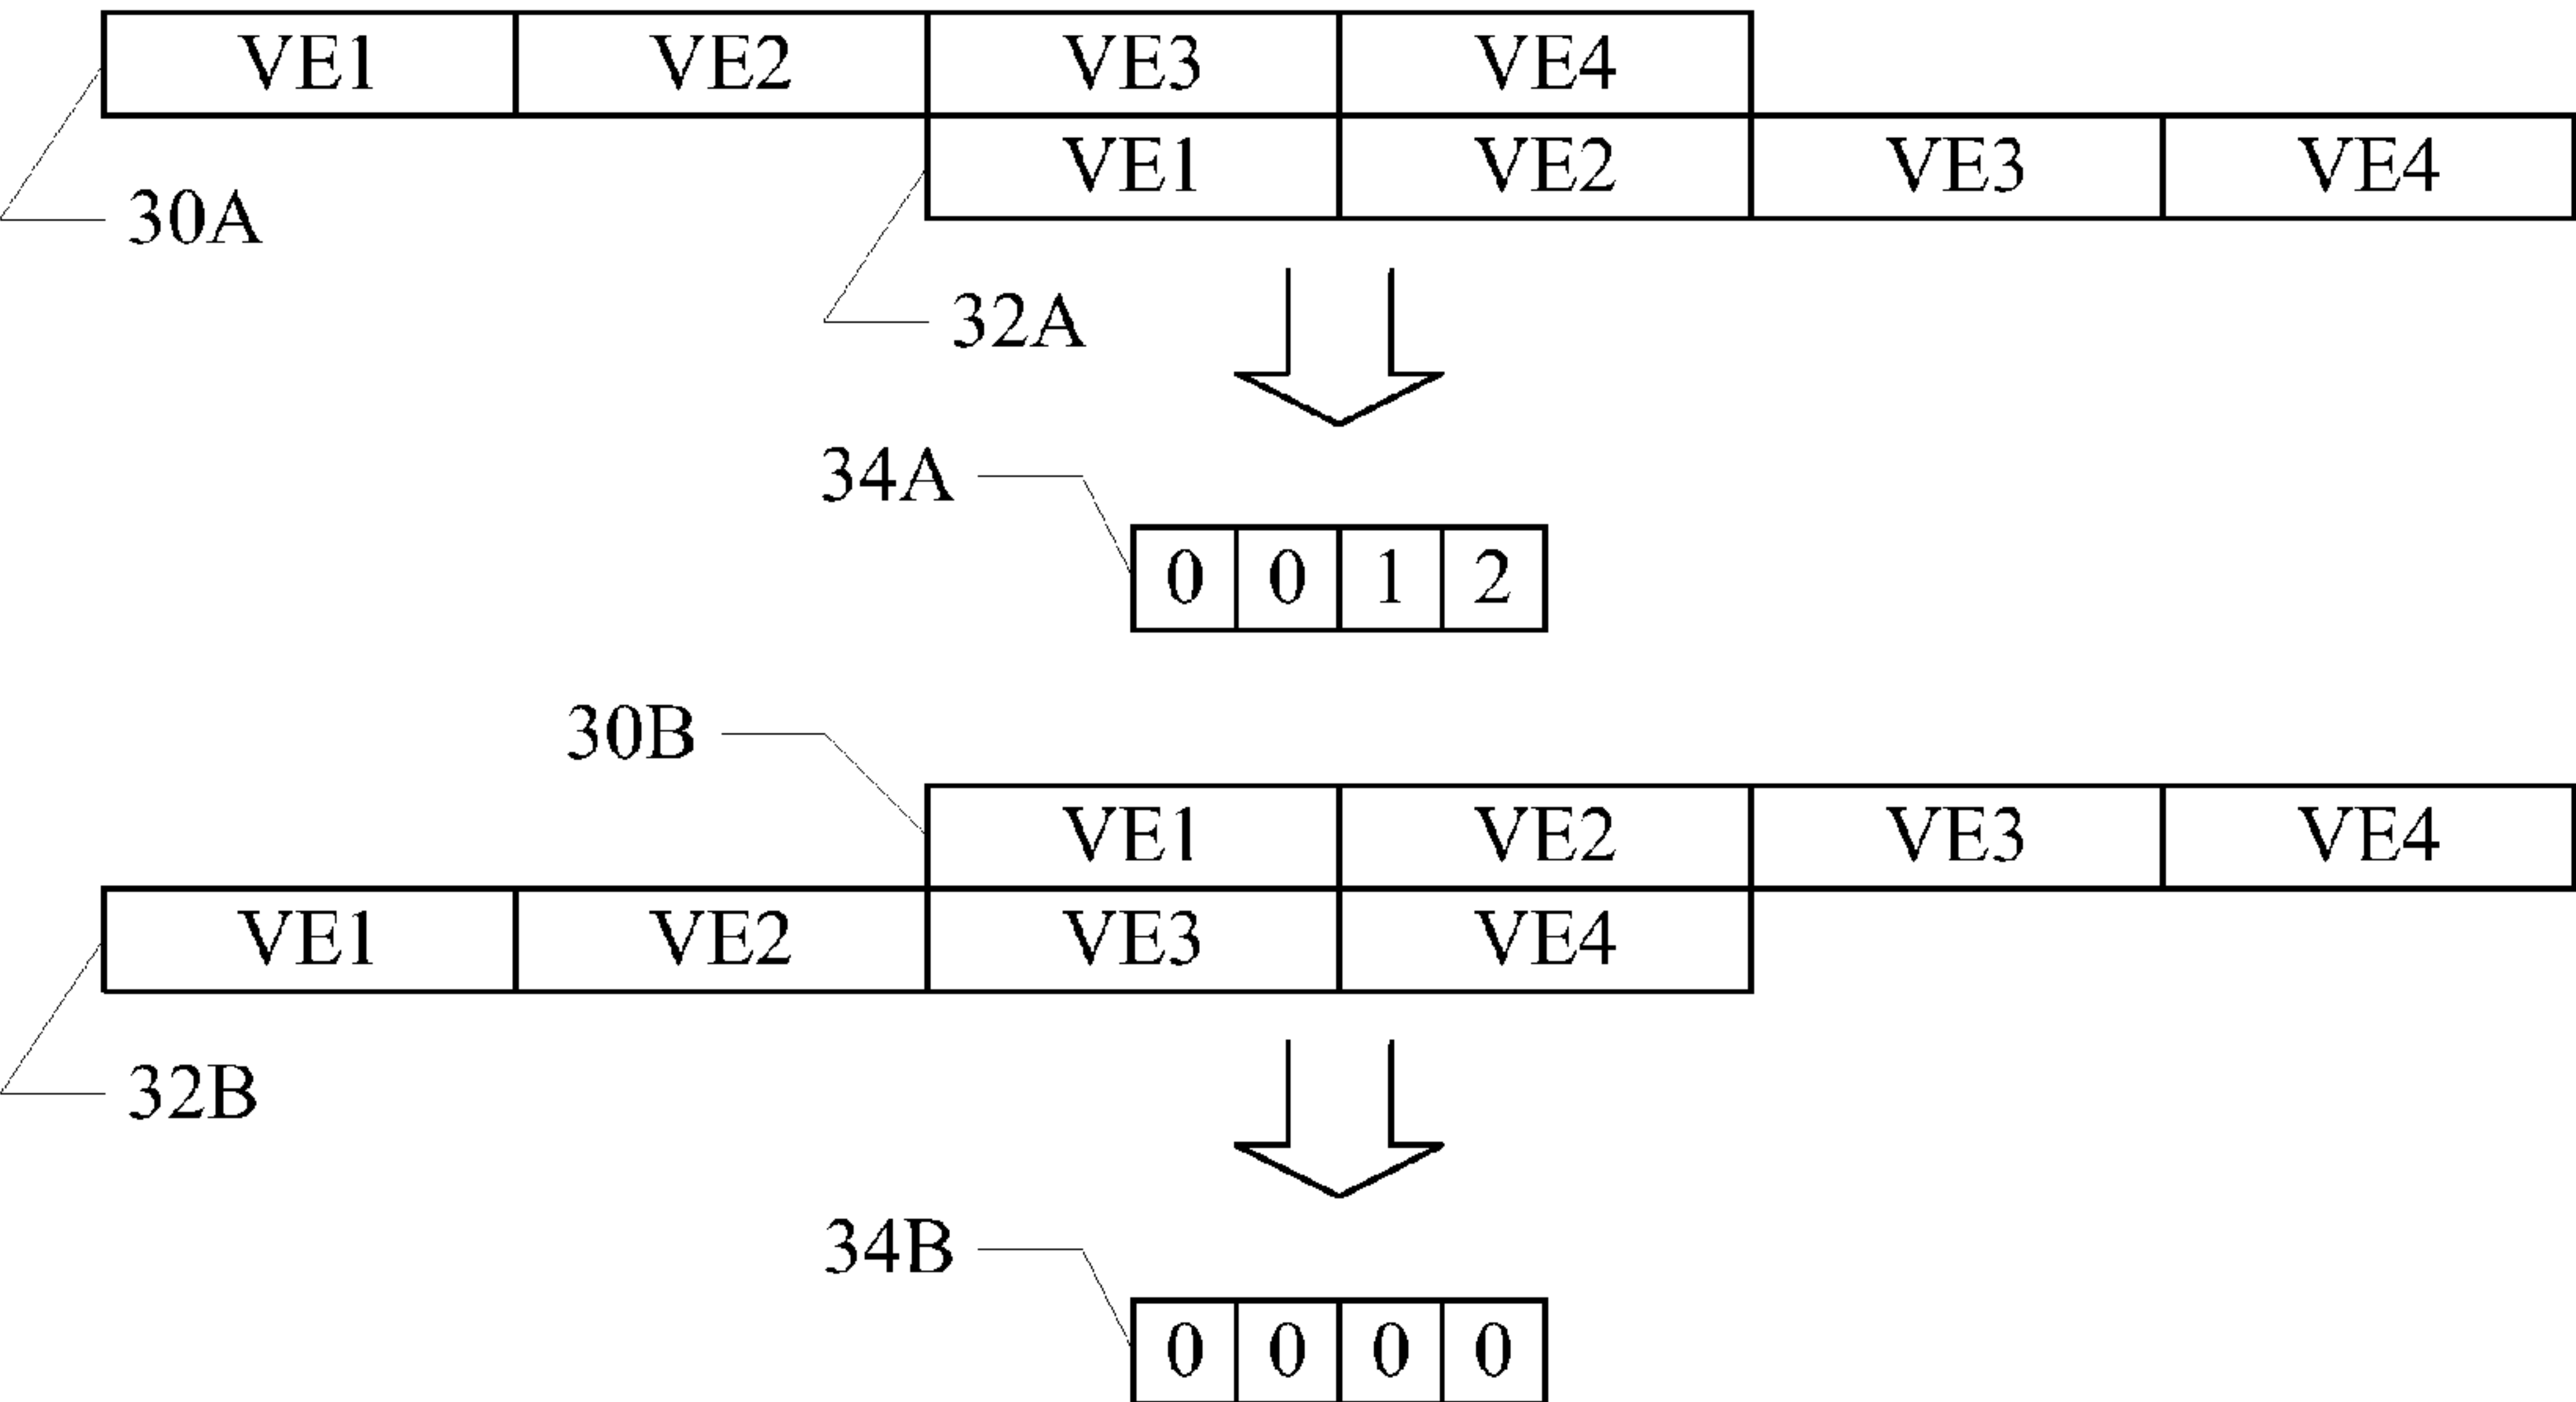 VE1 VE2 VE3 VE4
VE1 VE2 VE3 VE4
30A
32A
34A
0 0 1 2
30B
VE1 VE2 VE3 VE4
VE1 VE2 VE3 VE4
32B
34B
0 0 0 0